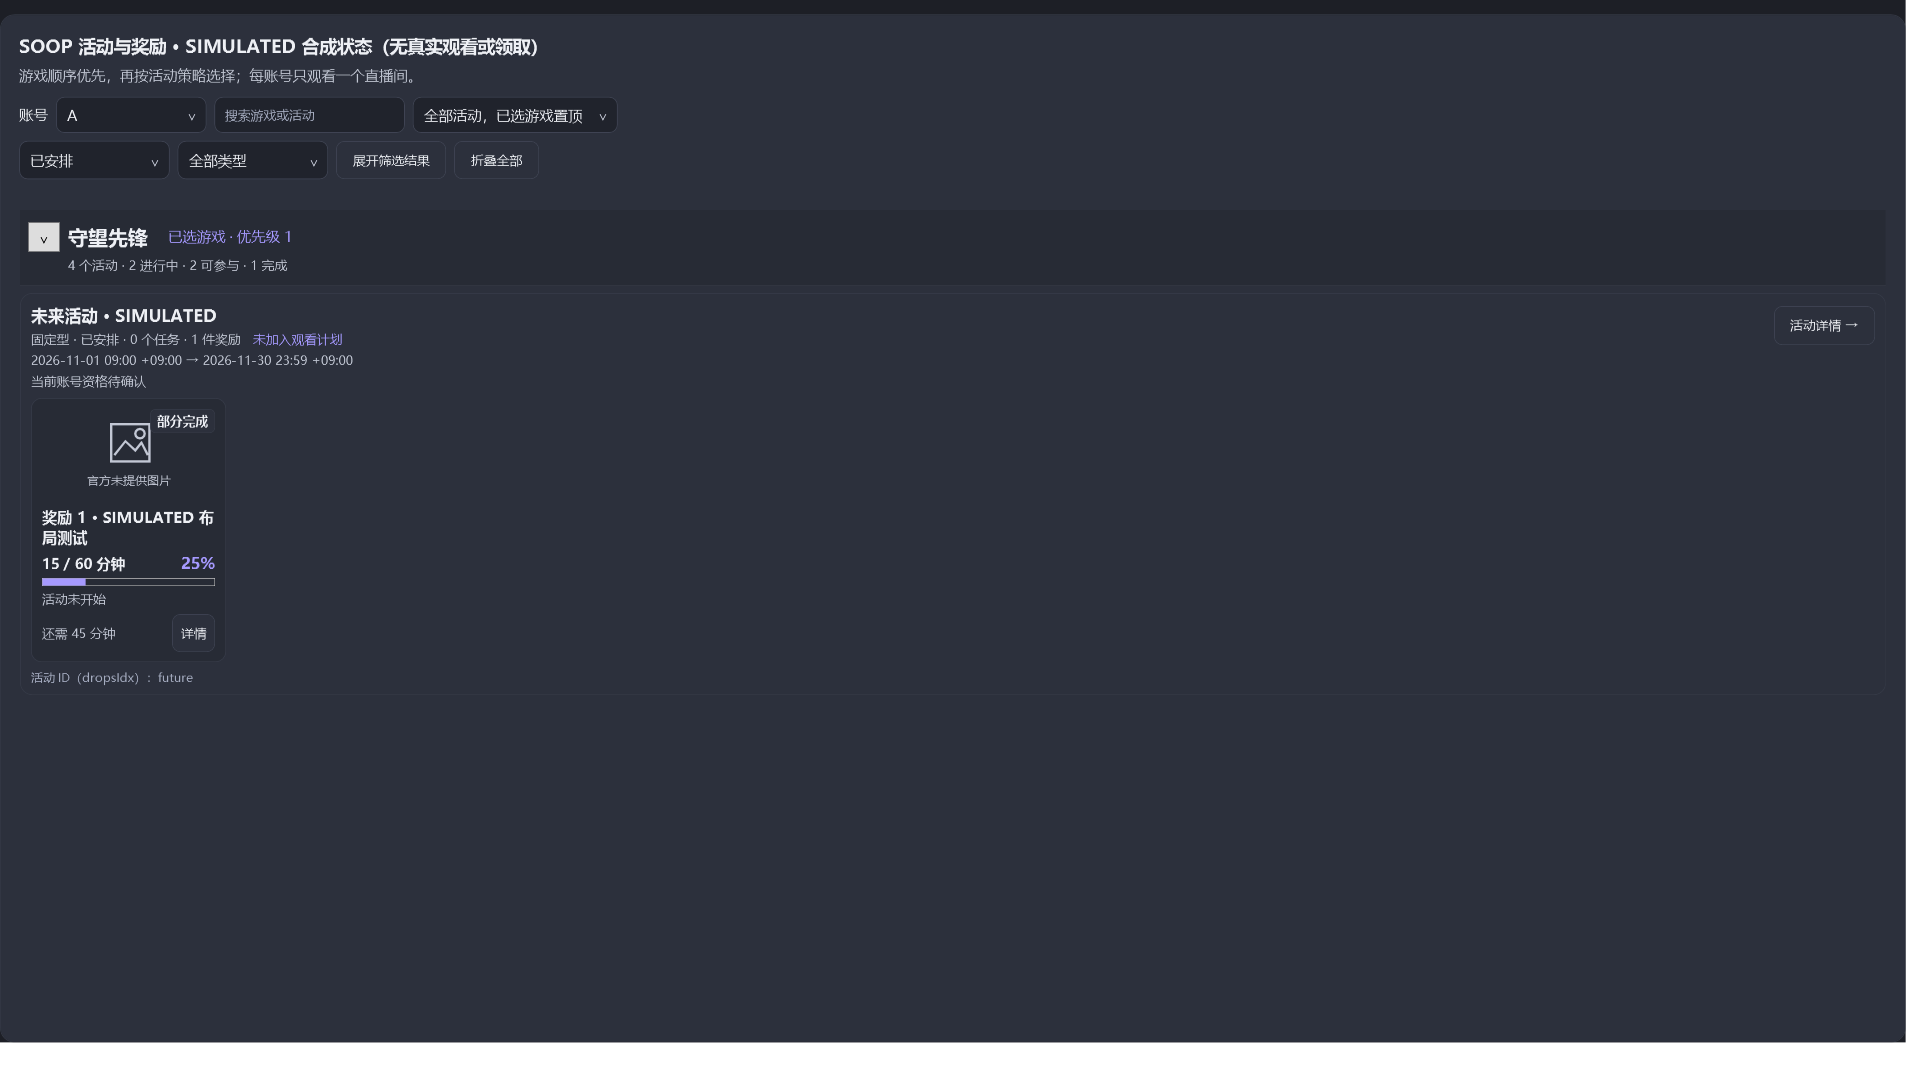 SOOP 活动与奖励 • SIMULATED 合成状态（无真实观看或领取）
游戏顺序优先，再按活动策略选择；每账号只观看一个直播间。
账号 A 搜索游戏或活动 全部活动，已选游戏置顶
已安排 全部类型 展开筛选结果 折叠全部
守望先锋 已选游戏 · 优先级 1
4 个活动 · 2 进行中 · 2 可参与 · 1 完成
未来活动 • SIMULATED
活动详情 →
固定型 · 已安排 · 0 个任务 · 1 件奖励 未加入观看计划
2026-11-01 09:00 +09:00 → 2026-11-30 23:59 +09:00
当前账号资格待确认
部分完成
官方未提供图片
奖励 1 • SIMULATED 布
局测试
15 / 60 分钟 25%
活动未开始
还需 45 分钟 详情
活动 ID（dropsIdx）：future